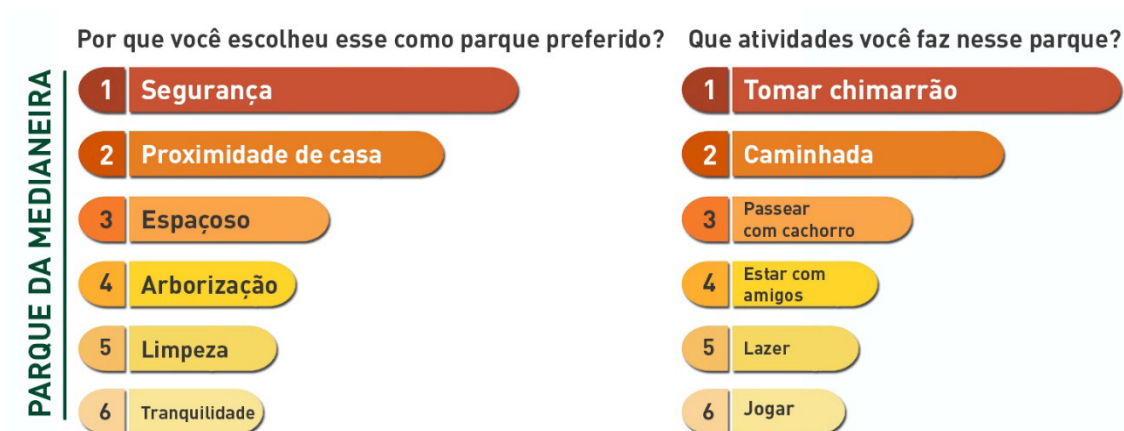 PARQUE DA MEDIANEIRA
Por que você escolheu esse como parque preferido?
1 Segurança
2 Proximidade de casa
3 Espaçoso
4 Arborização
5 Limpeza
6 Tranquilidade
Que atividades você faz nesse parque?
1 Tomar chimarrão
2 Caminhada
3 Passear
com cachorro
4 Estar com
amigos
5 Lazer
6 Jogar